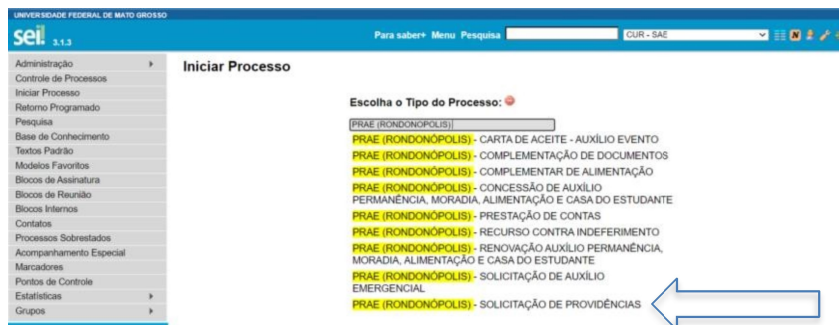 UNIVERSIDADE FEDERAL DE MATO GROSSO
sei! 3.1.3
Para saber+ Menu Pesquisa
CUR - SAE
Administração
Controle de Processos
Iniciar Processo
Retorno Programado
Pesquisa
Base de Conhecimento
Textos Padrão
Modelos Favoritos
Blocos de Assinatura
Blocos de Reunião
Blocos Internos
Contatos
Processos Sobrestados
Acompanhamento Especial
Marcadores
Pontos de Controle
Estatísticas
Grupos
Iniciar Processo
Escolha o Tipo do Processo:
PRAE (RONDONOPOLIS)
PRAE (RONDONÓPOLIS) - CARTA DE ACEITE - AUXÍLIO EVENTO
PRAE (RONDONÓPOLIS) - COMPLEMENTAÇÃO DE DOCUMENTOS
PRAE (RONDONÓPOLIS) - COMPLEMENTAR DE ALIMENTAÇÃO
PRAE (RONDONÓPOLIS) - CONCESSÃO DE AUXÍLIO
PERMANÊNCIA, MORADIA, ALIMENTAÇÃO E CASA DO ESTUDANTE
PRAE (RONDONÓPOLIS) - PRESTAÇÃO DE CONTAS
PRAE (RONDONÓPOLIS) - RECURSO CONTRA INDEFERIMENTO
PRAE (RONDONÓPOLIS) - RENOVAÇÃO AUXÍLIO PERMANÊNCIA,
MORADIA, ALIMENTAÇÃO E CASA DO ESTUDANTE
PRAE (RONDONÓPOLIS) - SOLICITAÇÃO DE AUXÍLIO
EMERGENCIAL
PRAE (RONDONÓPOLIS) - SOLICITAÇÃO DE PROVIDÊNCIAS